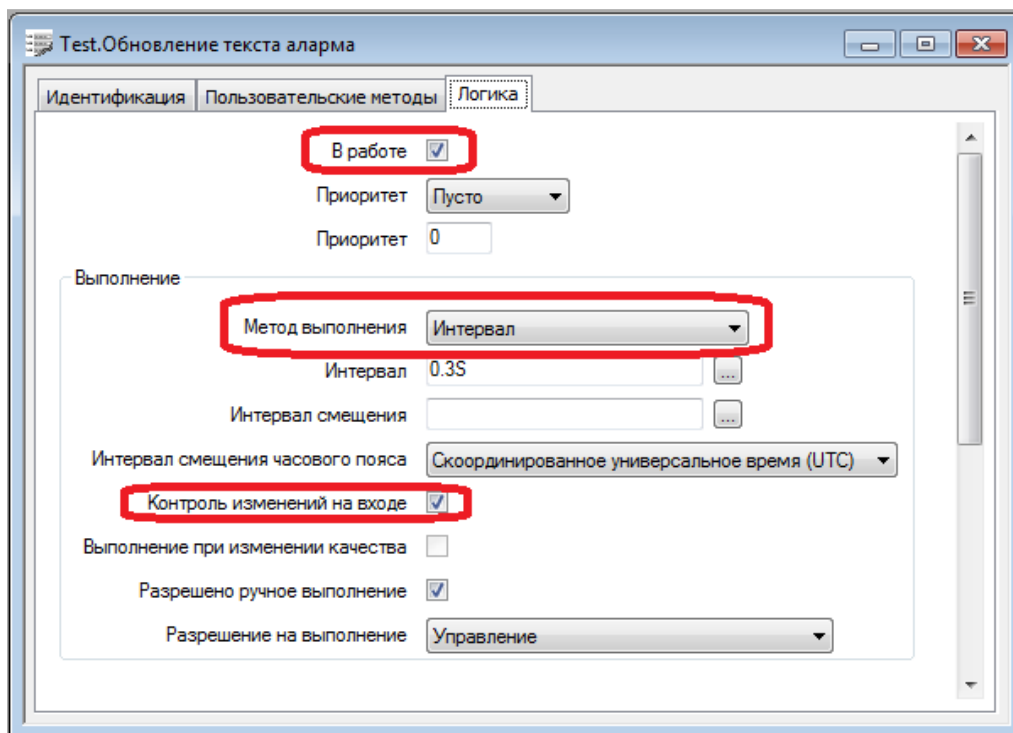 Test.Обновление текста аларма
Идентификация Пользовательские методы Логика
В работе
Приоритет Пусто
Приоритет 0
Выполнение
Метод выполнения Интервал
Интервал 0.3S ...
Интервал смещения ...
Интервал смещения часового пояса Скоординированное универсальное время (UTC)
Контроль изменений на входе
Выполнение при изменении качества
Разрешено ручное выполнение
Разрешение на выполнение Управление